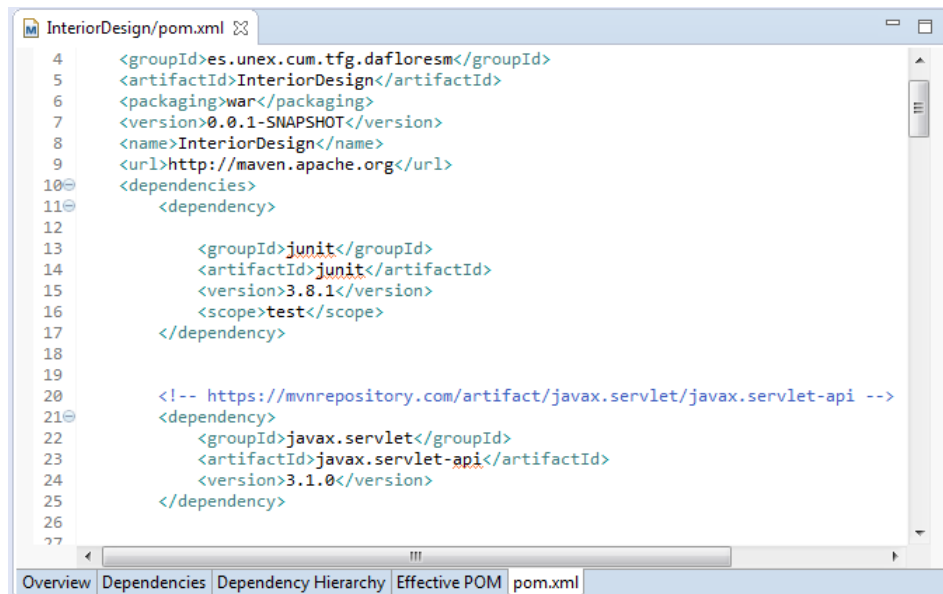 InteriorDesign/pom.xml
4 <groupId>es.unex.cum.tfg.dafloresm</groupId>
5 <artifactId>InteriorDesign</artifactId>
6 <packaging>war</packaging>
7 <version>0.0.1-SNAPSHOT</version>
8 <name>InteriorDesign</name>
9 <url>http://maven.apache.org</url>
10 <dependencies>
11 <dependency>
12
13 <groupId>junit</groupId>
14 <artifactId>junit</artifactId>
15 <version>3.8.1</version>
16 <scope>test</scope>
17 </dependency>
18
19
20 <!-- https://mvnrepository.com/artifact/javax.servlet/javax.servlet-api -->
21 <dependency>
22 <groupId>javax.servlet</groupId>
23 <artifactId>javax.servlet-api</artifactId>
24 <version>3.1.0</version>
25 </dependency>
26
27
Overview Dependencies Dependency Hierarchy Effective POM pom.xml